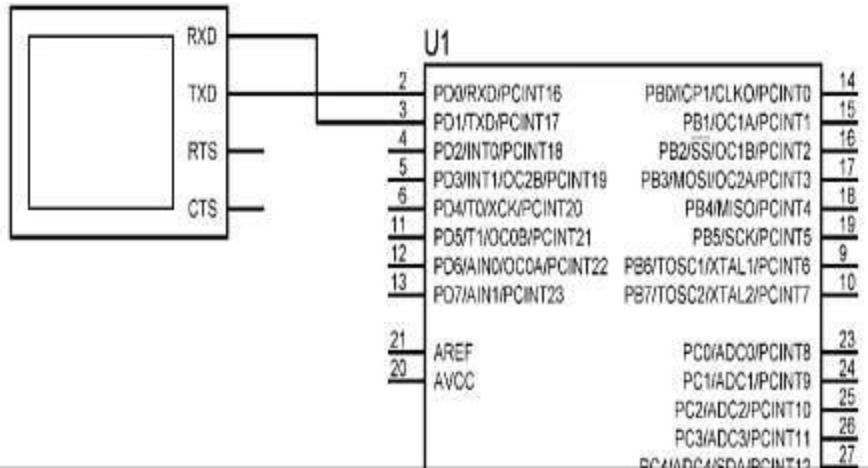 RXD
TXD
RTS
CTS
U1
2 PD0/RXD/PCINT16 PB0/ICP1/CLKO/PCINT0 14
3 PD1/TXD/PCINT17 PB1/OC1A/PCINT1 15
4 PD2/INT0/PCINT18 PB2/SS/OC1B/PCINT2 16
5 PD3/INT1/OC2B/PCINT19 PB3/MOSI/OC2A/PCINT3 17
6 PD4/T0/XCK/PCINT20 PB4/MISO/PCINT4 18
11 PD5/T1/OC0B/PCINT21 PB5/SCK/PCINT5 19
12 PD6/AIN0/OC0A/PCINT22 PB6/TOSC1/XTAL1/PCINT6 9
13 PD7/AIN1/PCINT23 PB7/TOSC2/XTAL2/PCINT7 10
21 AREF PC0/ADC0/PCINT8 23
20 AVCC PC1/ADC1/PCINT9 24
PC2/ADC2/PCINT10 25
PC3/ADC3/PCINT11 26
PC4/ADC4/SDA/PCINT12 27